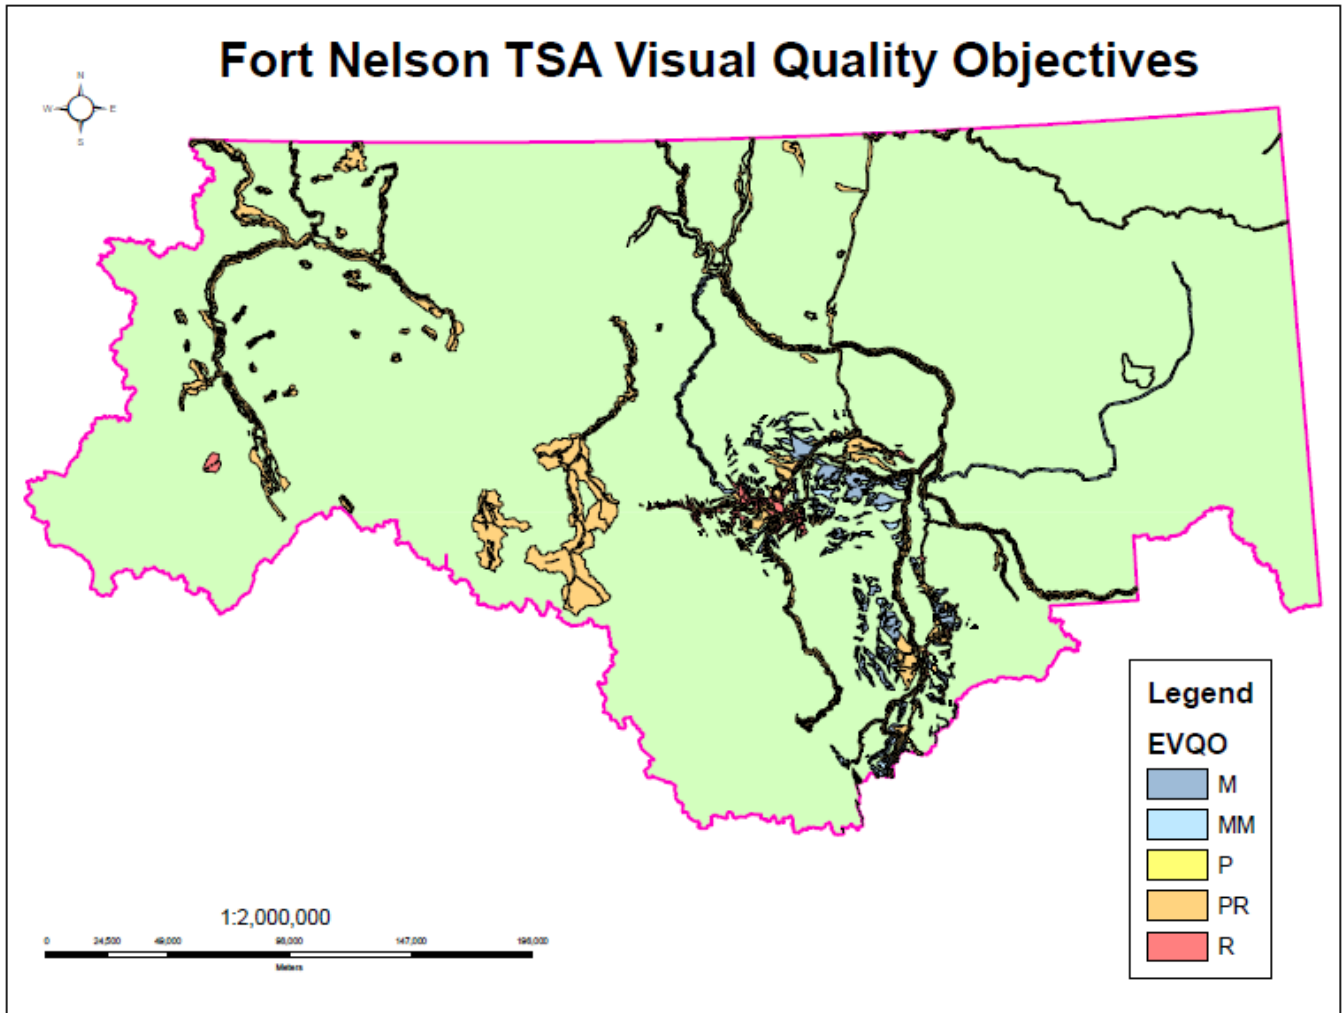 Fort Nelson TSA Visual Quality Objectives
N
W E
S
Legend
EVQO
M
MM
P
PR
R
1:2,000,000
0 24,500 49,000 98,000 147,000 196,000
Meters